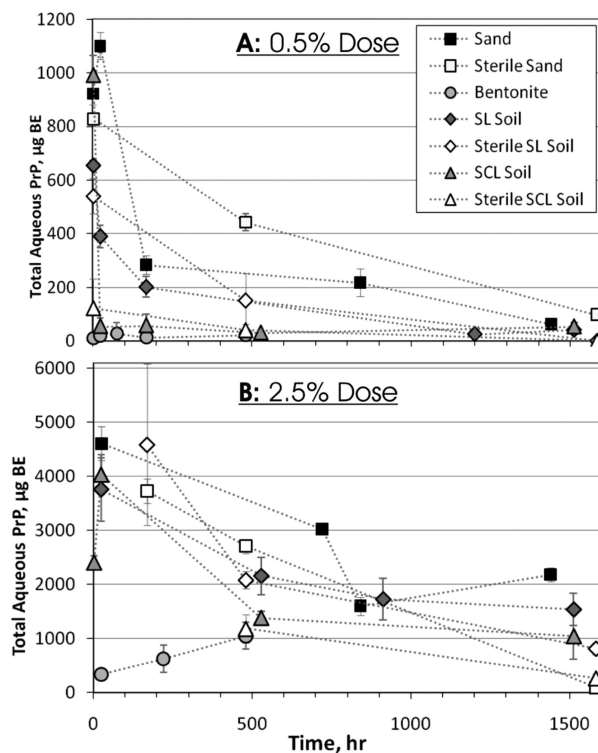 A: 0.5% Dose
Total Aqueous PrP, µg BE
1200
1000
800
600
400
200
0
Sand
Sterile Sand
Bentonite
SL Soil
Sterile SL Soil
SCL Soil
Sterile SCL Soil
B: 2.5% Dose
Total Aqueous PrP, µg BE
6000
5000
4000
3000
2000
1000
0
0
500
1000
1500
Time, hr